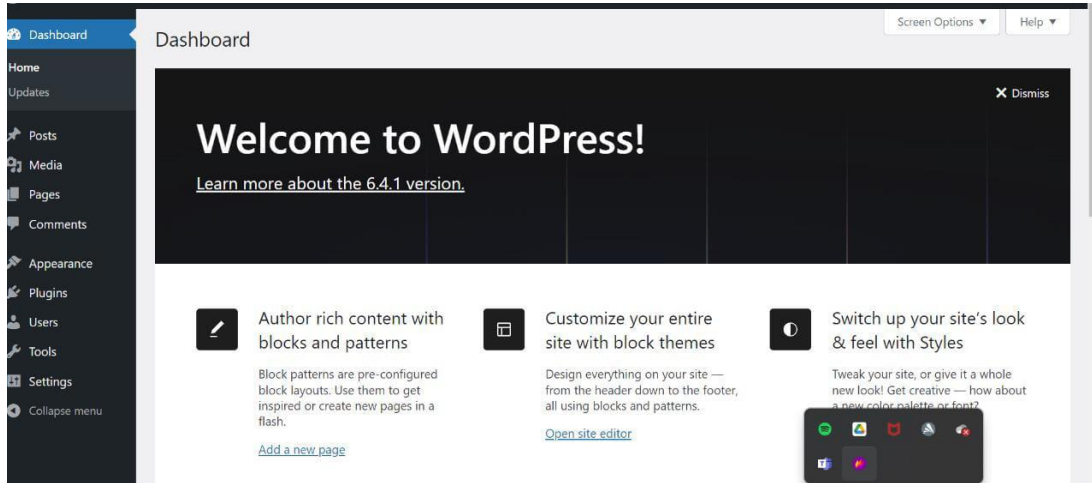 Screen Options ▼
Help ▼
Dashboard
Home
Updates
Posts
Media
Pages
Comments
Appearance
Plugins
Users
Tools
Settings
Collapse menu
Dashboard
Dismiss
Welcome to WordPress!
Learn more about the 6.4.1 version.
Author rich content with
blocks and patterns
Block patterns are pre-configured
block layouts. Use them to get
inspired or create new pages in a
flash.
Add a new page
Customize your entire
site with block themes
Design everything on your site —
from the header down to the footer,
all using blocks and patterns.
Open site editor
Switch up your site's look
& feel with Styles
Tweak your site, or give it a whole
new look! Get creative — how about
a new color palette or font?